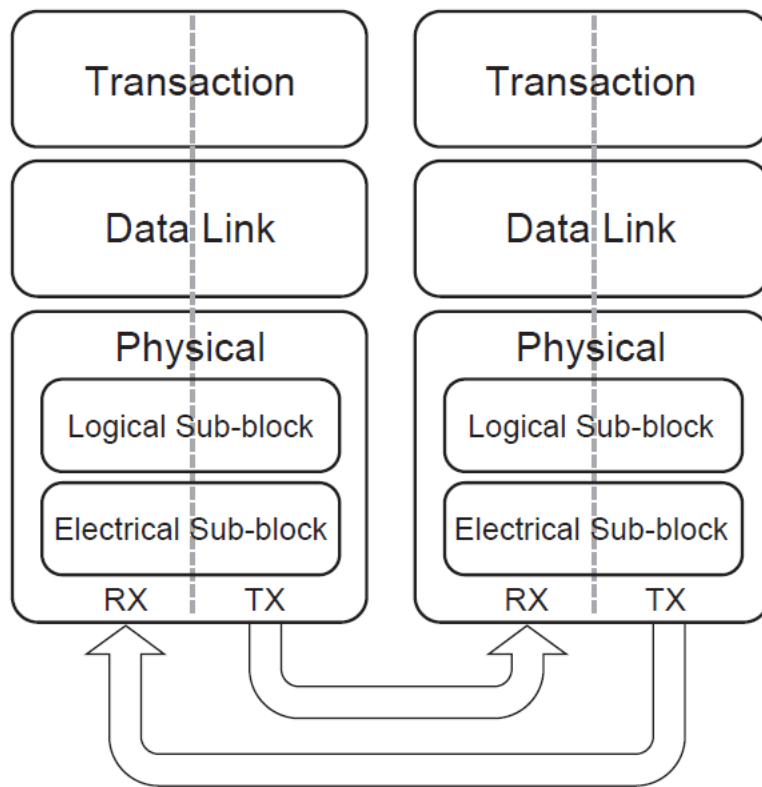 Transaction
Data Link
Physical
Logical Sub-block
Electrical Sub-block
RX TX
Transaction
Data Link
Physical
Logical Sub-block
Electrical Sub-block
RX TX